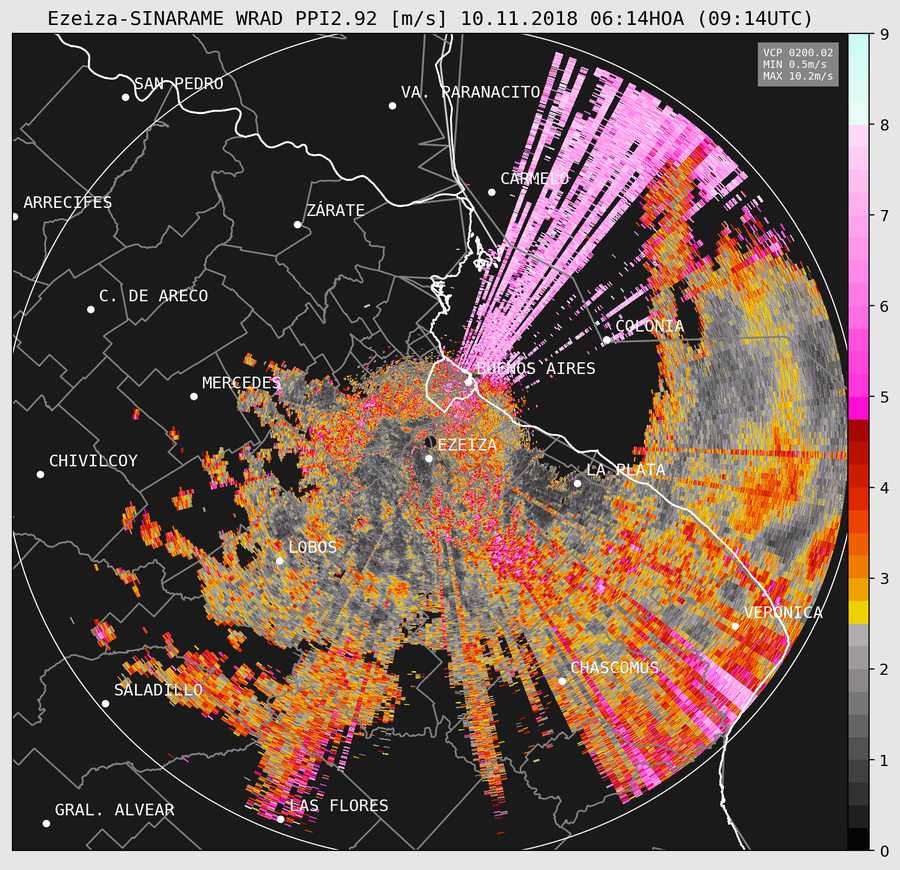 Ezeiza-SINARAME WRAD PPI2.92 [m/s] 10.11.2018 06:14HOA (09:14UTC)
VCP 0200.02
MIN 0.5m/s
MAX 10.2m/s
9
8
7
6
5
4
3
2
1
0
SAN PEDRO
VA. PARANACITO
CARMELO
ARRECIFES
ZÁRATE
C. DE ARECO
COLONIA
BUENOS AIRES
MERCEDES
EZEIZA
CHIVILCOY
LA PLATA
LOBOS
VERONICA
CHASCOMUS
SALADILLO
LAS FLORES
GRAL. ALVEAR